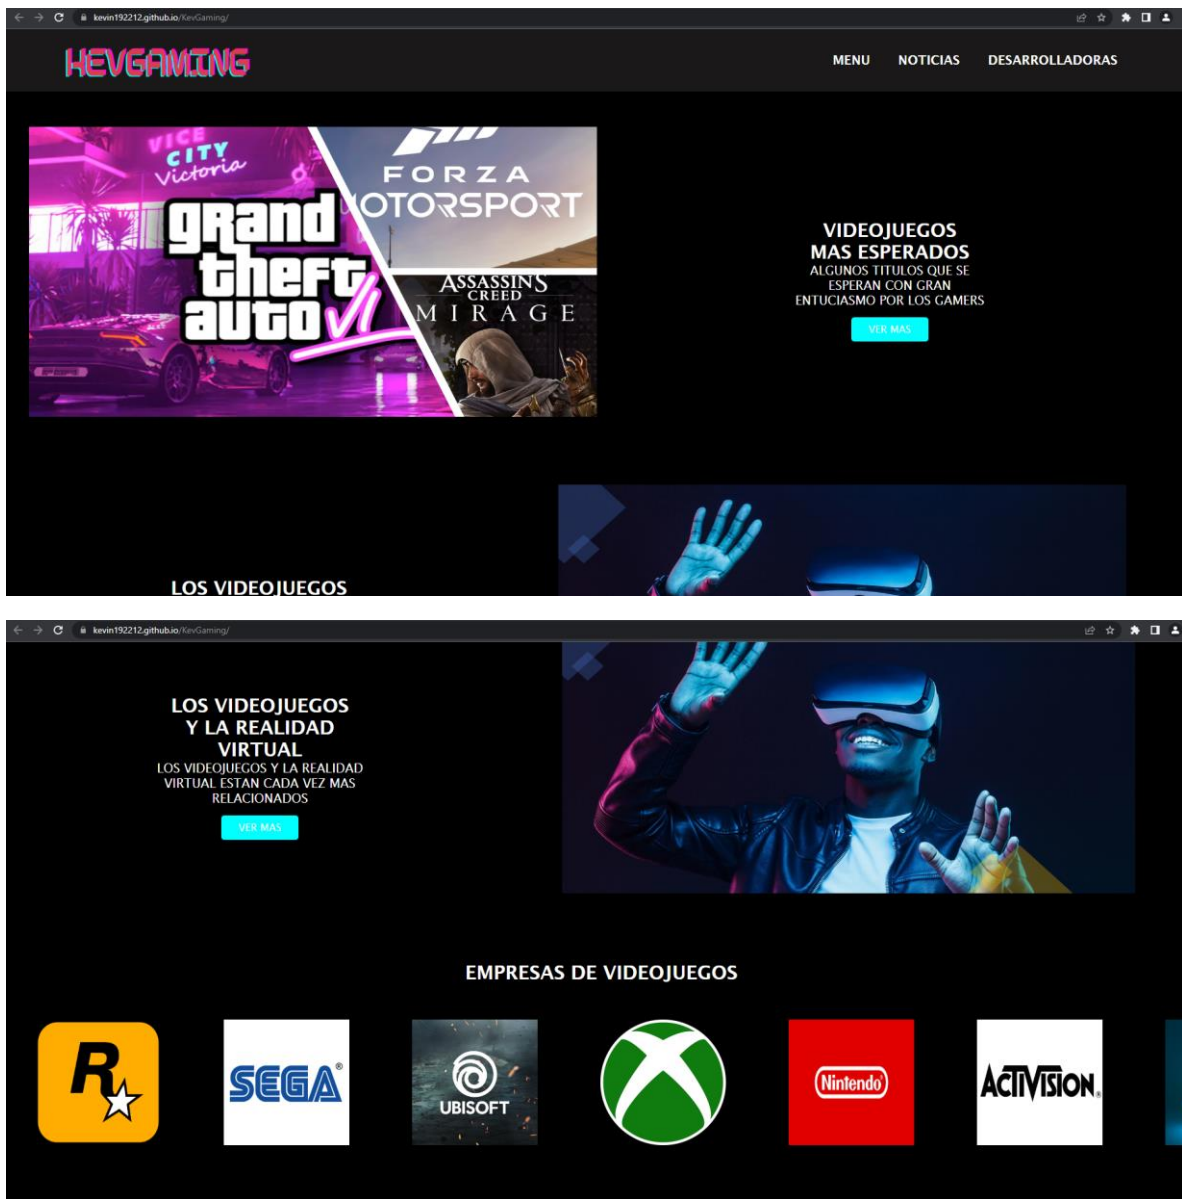 kevin192212.github.io/KevGaming/
KEVGAMING
MENU NOTICIAS DESARROLLADORAS
VICE
CITY
Victoria
grand
theft
auto VI
FORZA
MOTORSPORT
ASSASSINS
CREED
MIRAGE
VIDEOJUEGOS
MAS ESPERADOS
ALGUNOS TITULOS QUE SE
ESPERAN CON GRAN
ENTUCIASMO POR LOS GAMERS
VER MAS
LOS VIDEOJUEGOS
kevin192212.github.io/KevGaming/
LOS VIDEOJUEGOS
Y LA REALIDAD
VIRTUAL
LOS VIDEOJUEGOS Y LA REALIDAD
VIRTUAL ESTAN CADA VEZ MAS
RELACIONADOS
VER MAS
EMPRESAS DE VIDEOJUEGOS
R
SEGA®
UBISOFT
Nintendo
ACTIVISION®